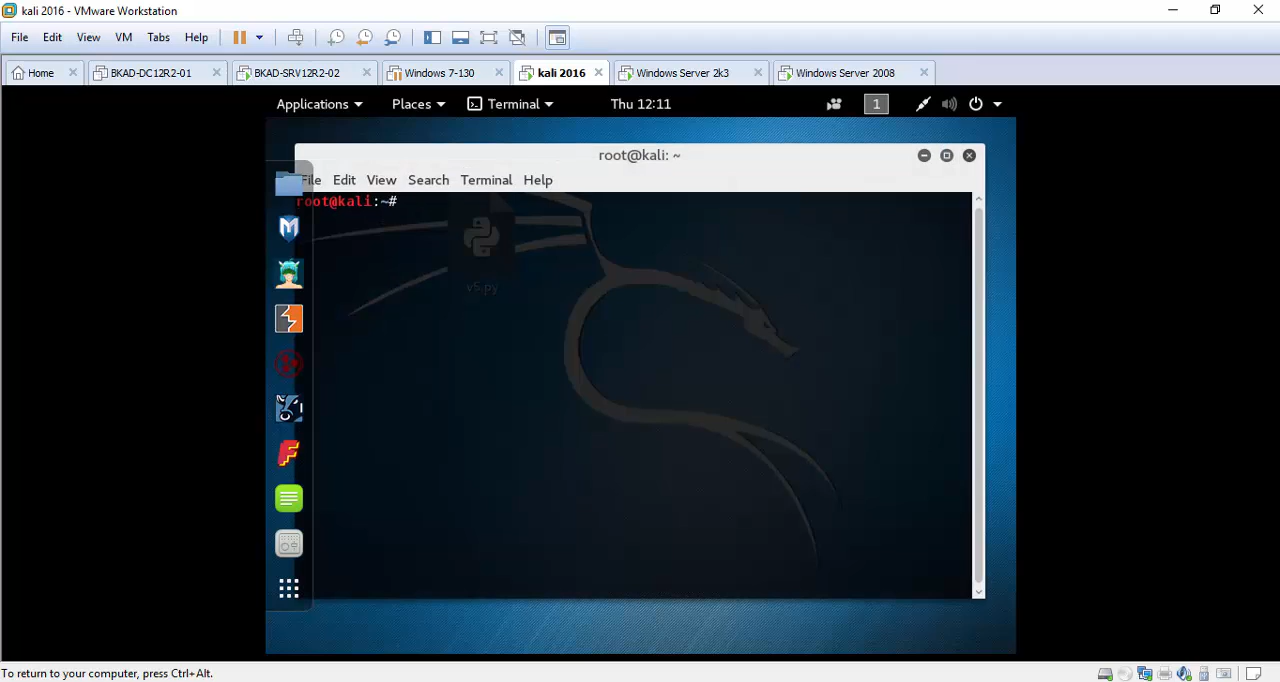 kali 2016 - VMware Workstation
File Edit View VM Tabs Help
Home BKAD-DC12R2-01 BKAD-SRV12R2-02 Windows 7-130 kali 2016 Windows Server 2k3 Windows Server 2008
Applications Places Terminal Thu 12:11 1
root@kali: ~
File Edit View Search Terminal Help
root@kali:~#
v5.py
To return to your computer, press Ctrl+Alt.